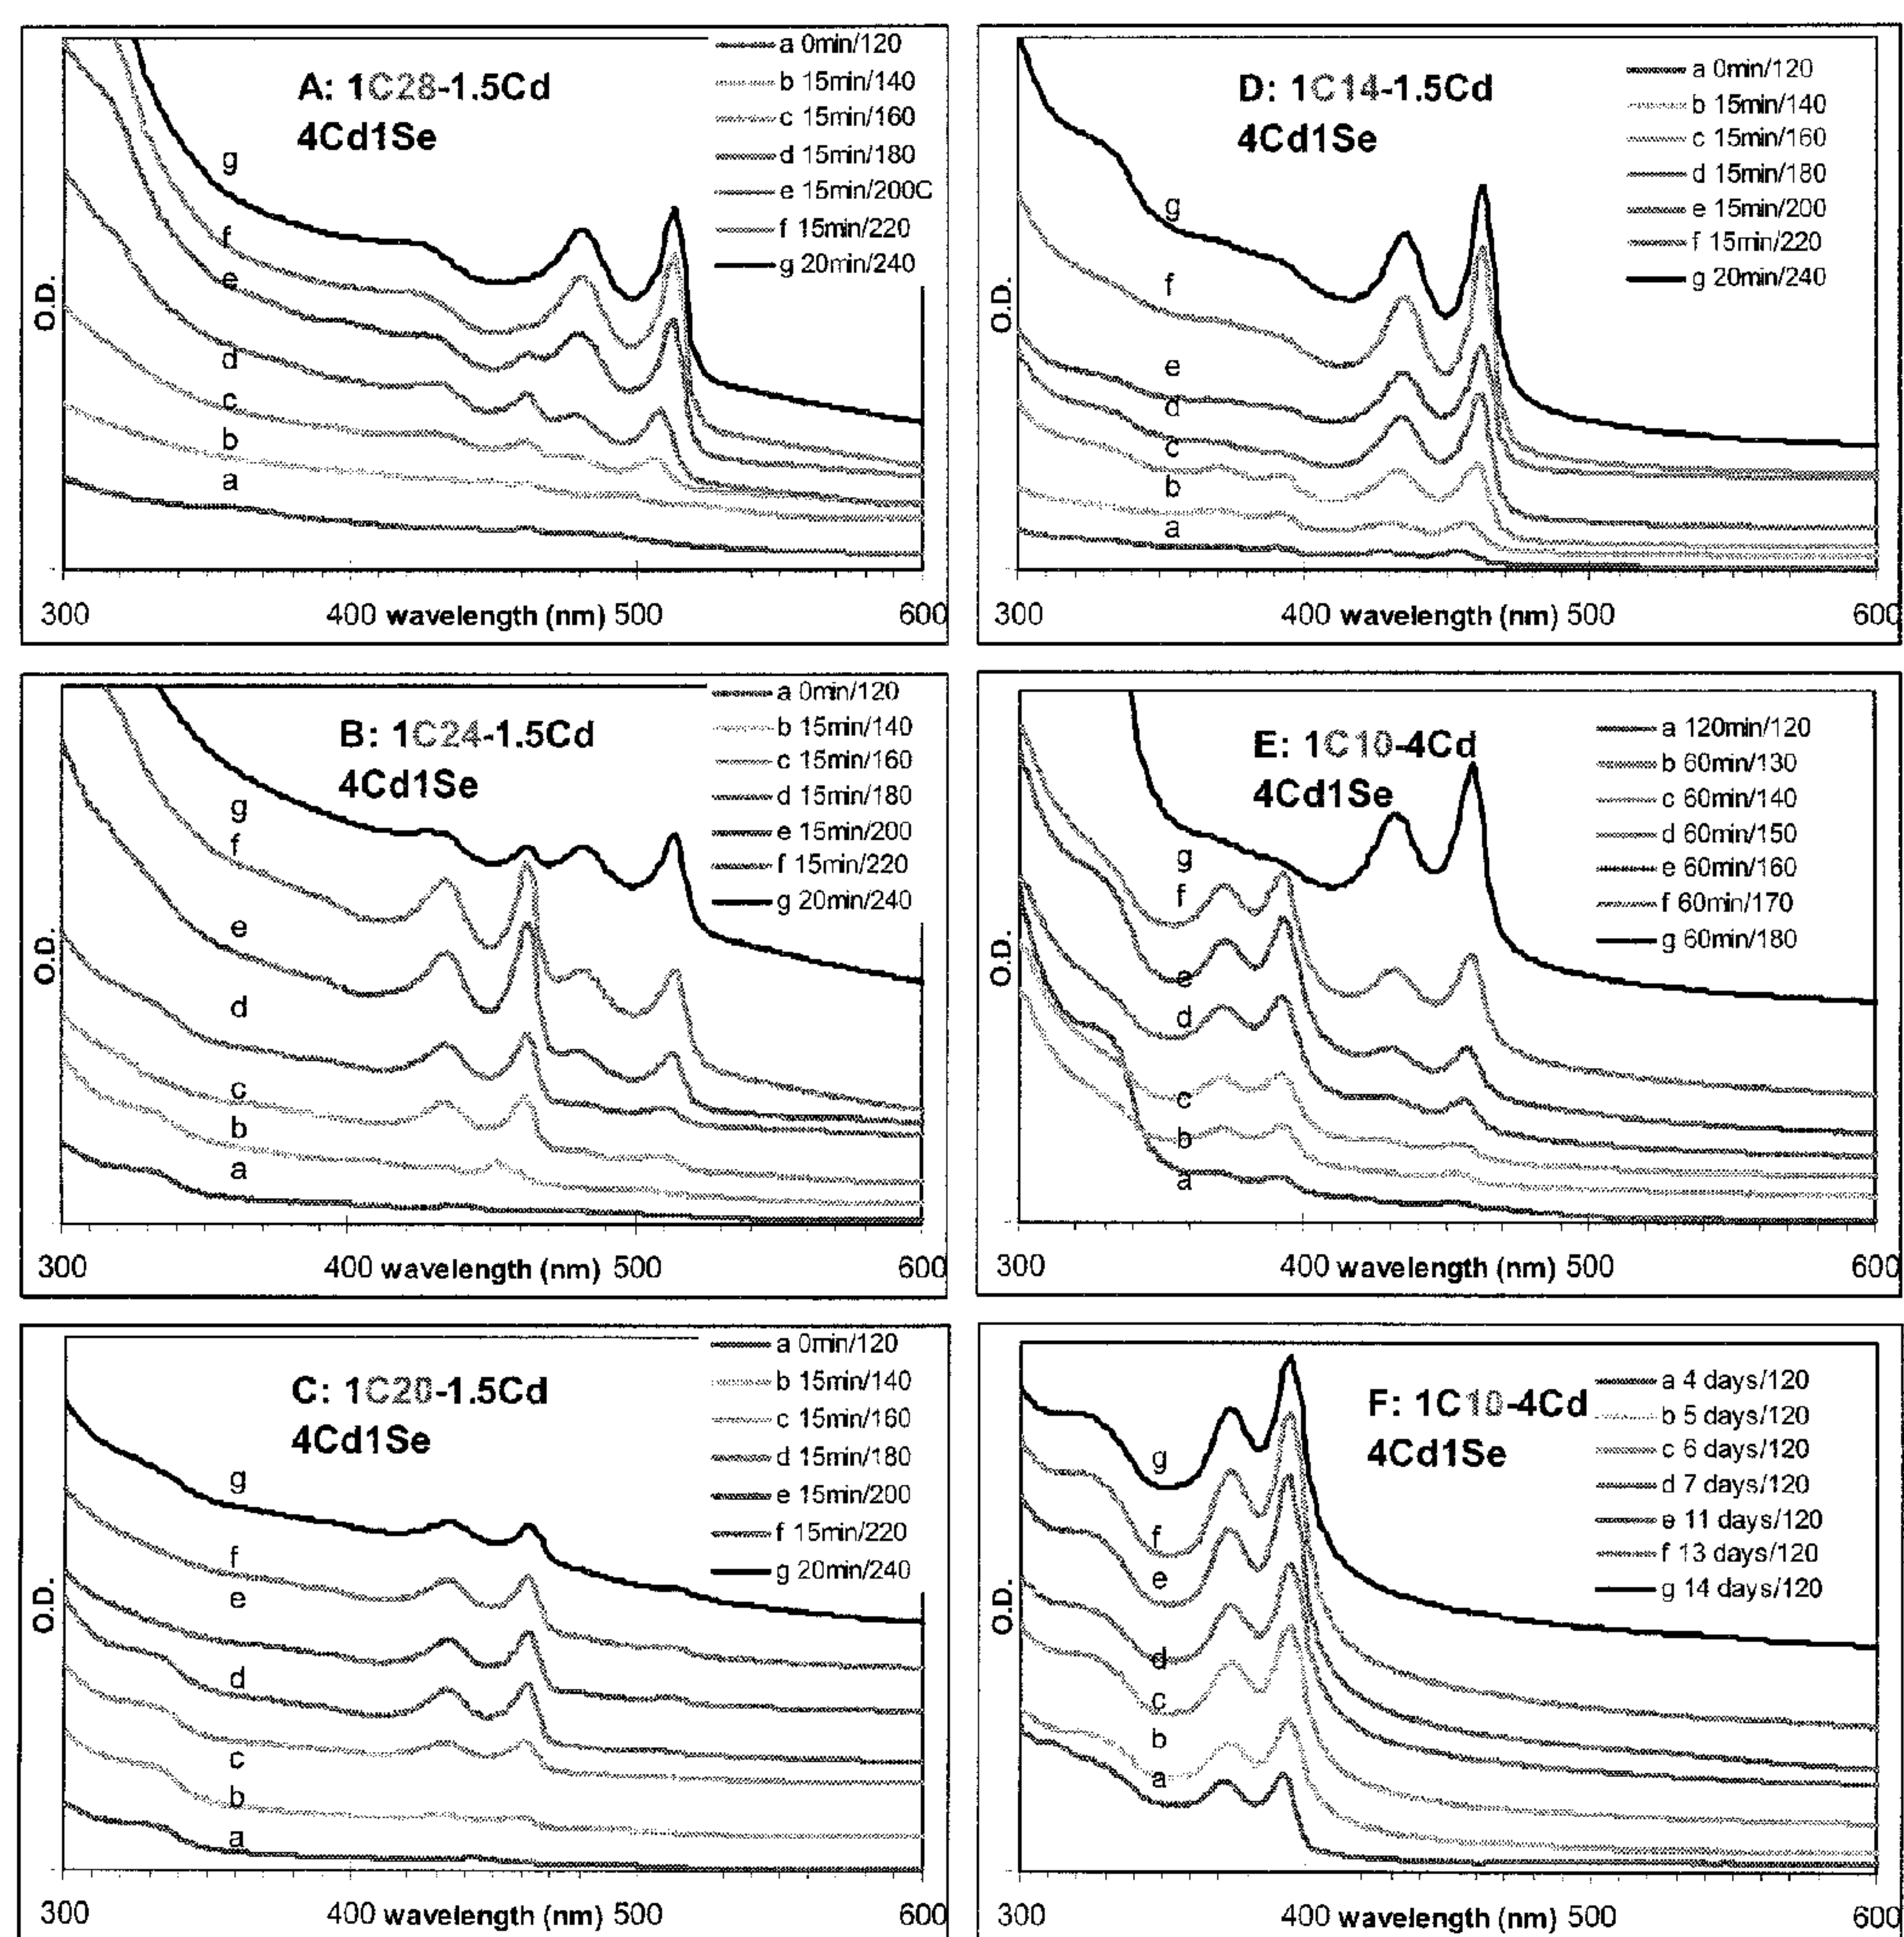 A: 1C28-1.5Cd
4Cd1Se
a 0min/120
b 15min/140
c 15min/160
d 15min/180
e 15min/200C
f 15min/220
g 20min/240
g
f
e
d
c
b
a
O.D.
300
400
wavelength (nm)
500
600
D: 1C14-1.5Cd
4Cd1Se
a 0min/120
b 15min/140
c 15min/160
d 15min/180
e 15min/200
f 15min/220
g 20min/240
g
f
e
d
c
b
a
O.D.
300
400
wavelength (nm)
500
600
B: 1C24-1.5Cd
4Cd1Se
a 0min/120
b 15min/140
c 15min/160
d 15min/180
e 15min/200
f 15min/220
g 20min/240
g
f
e
d
c
b
a
O.D.
300
400
wavelength (nm)
500
600
E: 1C10-4Cd
4Cd1Se
a 120min/120
b 60min/130
c 60min/140
d 60min/150
e 60min/160
f 60min/170
g 60min/180
g
f
e
d
c
b
a
O.D.
300
400
wavelength (nm)
500
600
C: 1C20-1.5Cd
4Cd1Se
a 0min/120
b 15min/140
c 15min/160
d 15min/180
e 15min/200
f 15min/220
g 20min/240
g
f
e
d
c
b
a
O.D.
300
400
wavelength (nm)
500
600
F: 1C10-4Cd
4Cd1Se
a 4 days/120
b 5 days/120
c 6 days/120
d 7 days/120
e 11 days/120
f 13 days/120
g 14 days/120
g
f
e
d
c
b
a
O.D.
300
400
wavelength (nm)
500
600